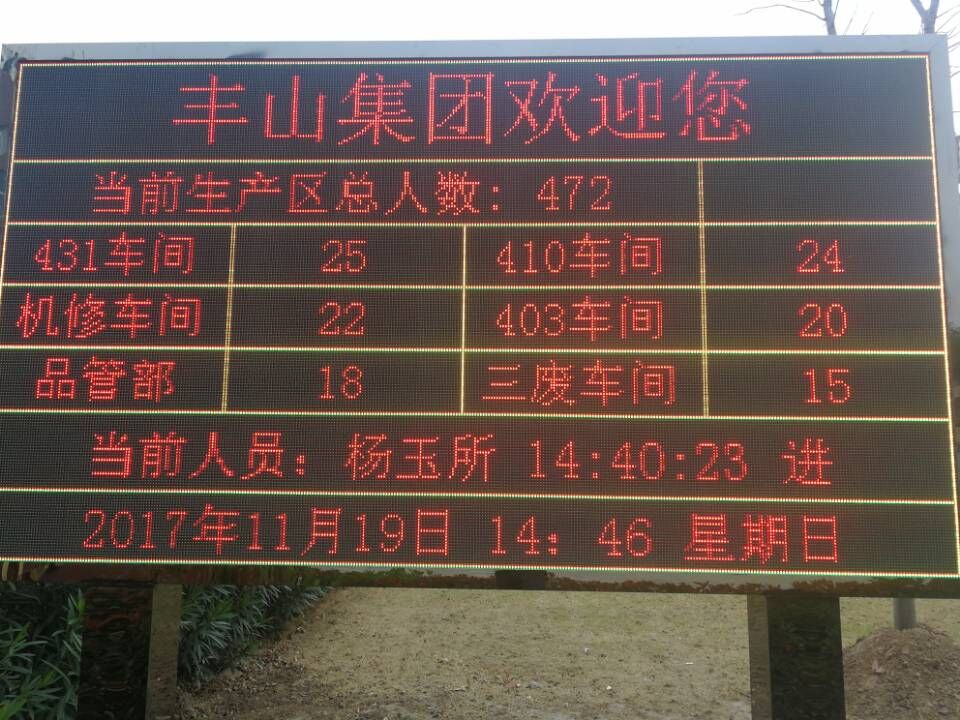 丰山集团欢迎您
当前生产区总人数：472
431车间 25 410车间 24
机修车间 22 403车间 20
品管部 18 三废车间 15
当前人员：杨玉所 14:40:23 进
2017年11月19日 14：46 星期日